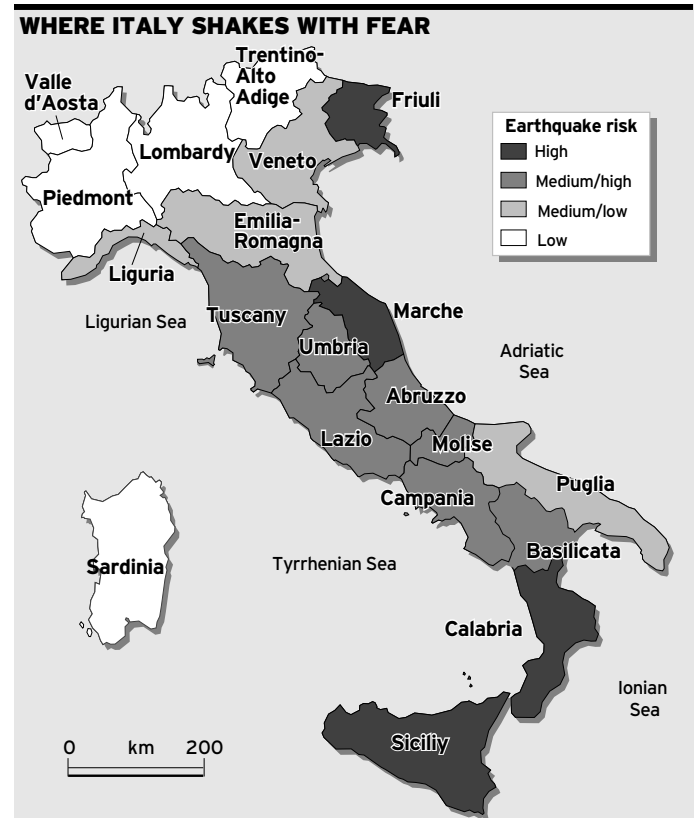 WHERE ITALY SHAKES WITH FEAR
Trentino-
Alto
Adige
Valle
d'Aosta
Friuli
Lombardy
Veneto
Piedmont
Emilia-
Romagna
Liguria
Earthquake risk
High
Medium/high
Medium/low
Low
Ligurian Sea
Tuscany
Marche
Umbria
Adriatic
Sea
Abruzzo
Lazio
Molise
Campania
Puglia
Basilicata
Sardinia
Tyrrhenian Sea
Calabria
Ionian
Sea
Siciliy
0 km 200